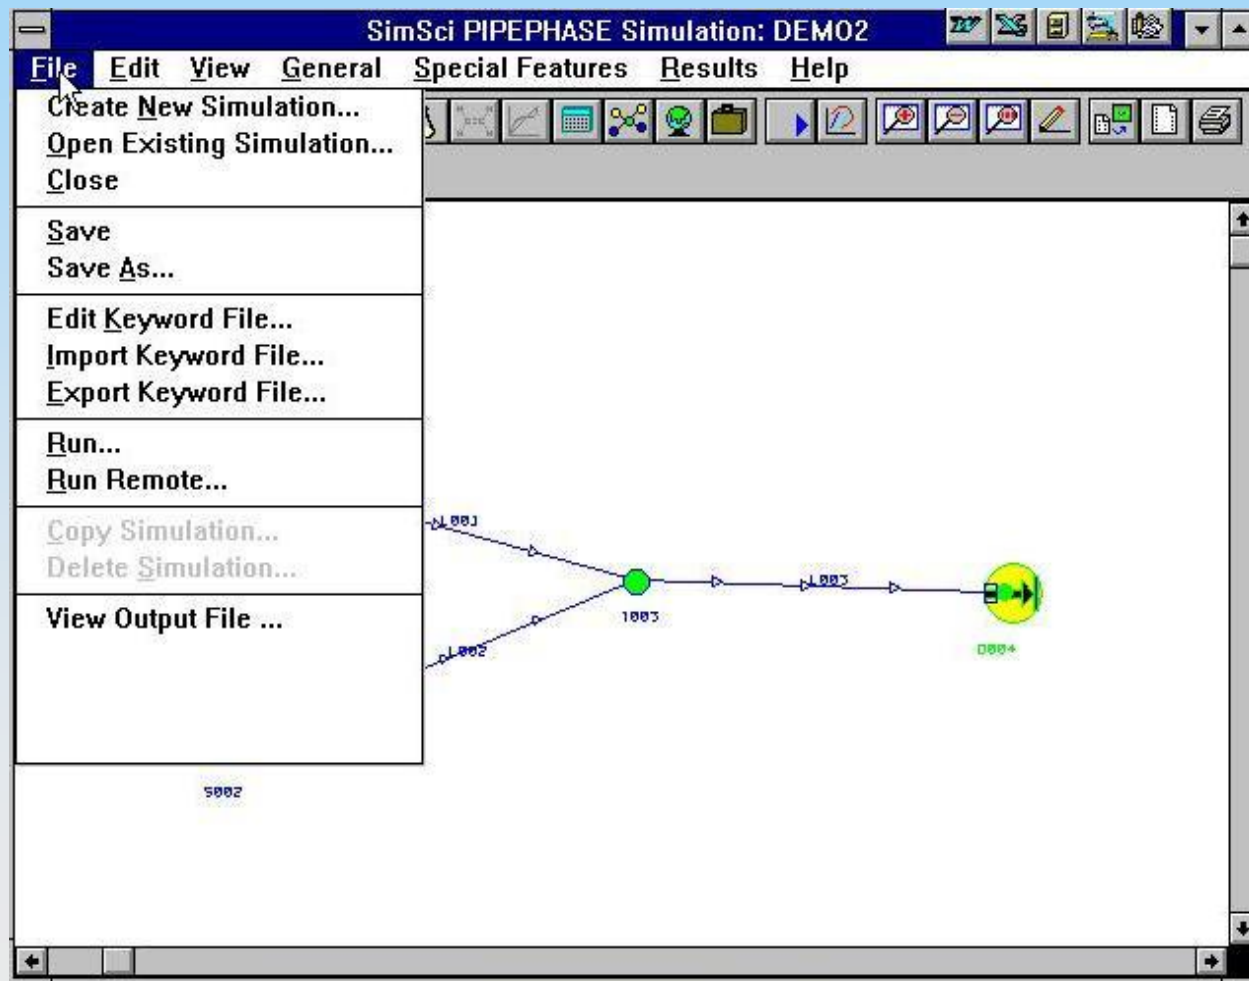 SimSci PIPEPHASE Simulation: DEMO2
File Edit View General Special Features Results Help
Create New Simulation...
Open Existing Simulation...
Close
Save
Save As...
Edit Keyword File...
Import Keyword File...
Export Keyword File...
Run...
Run Remote...
Copy Simulation...
Delete Simulation...
View Output File ...
L001
L003
L002
D004
S002